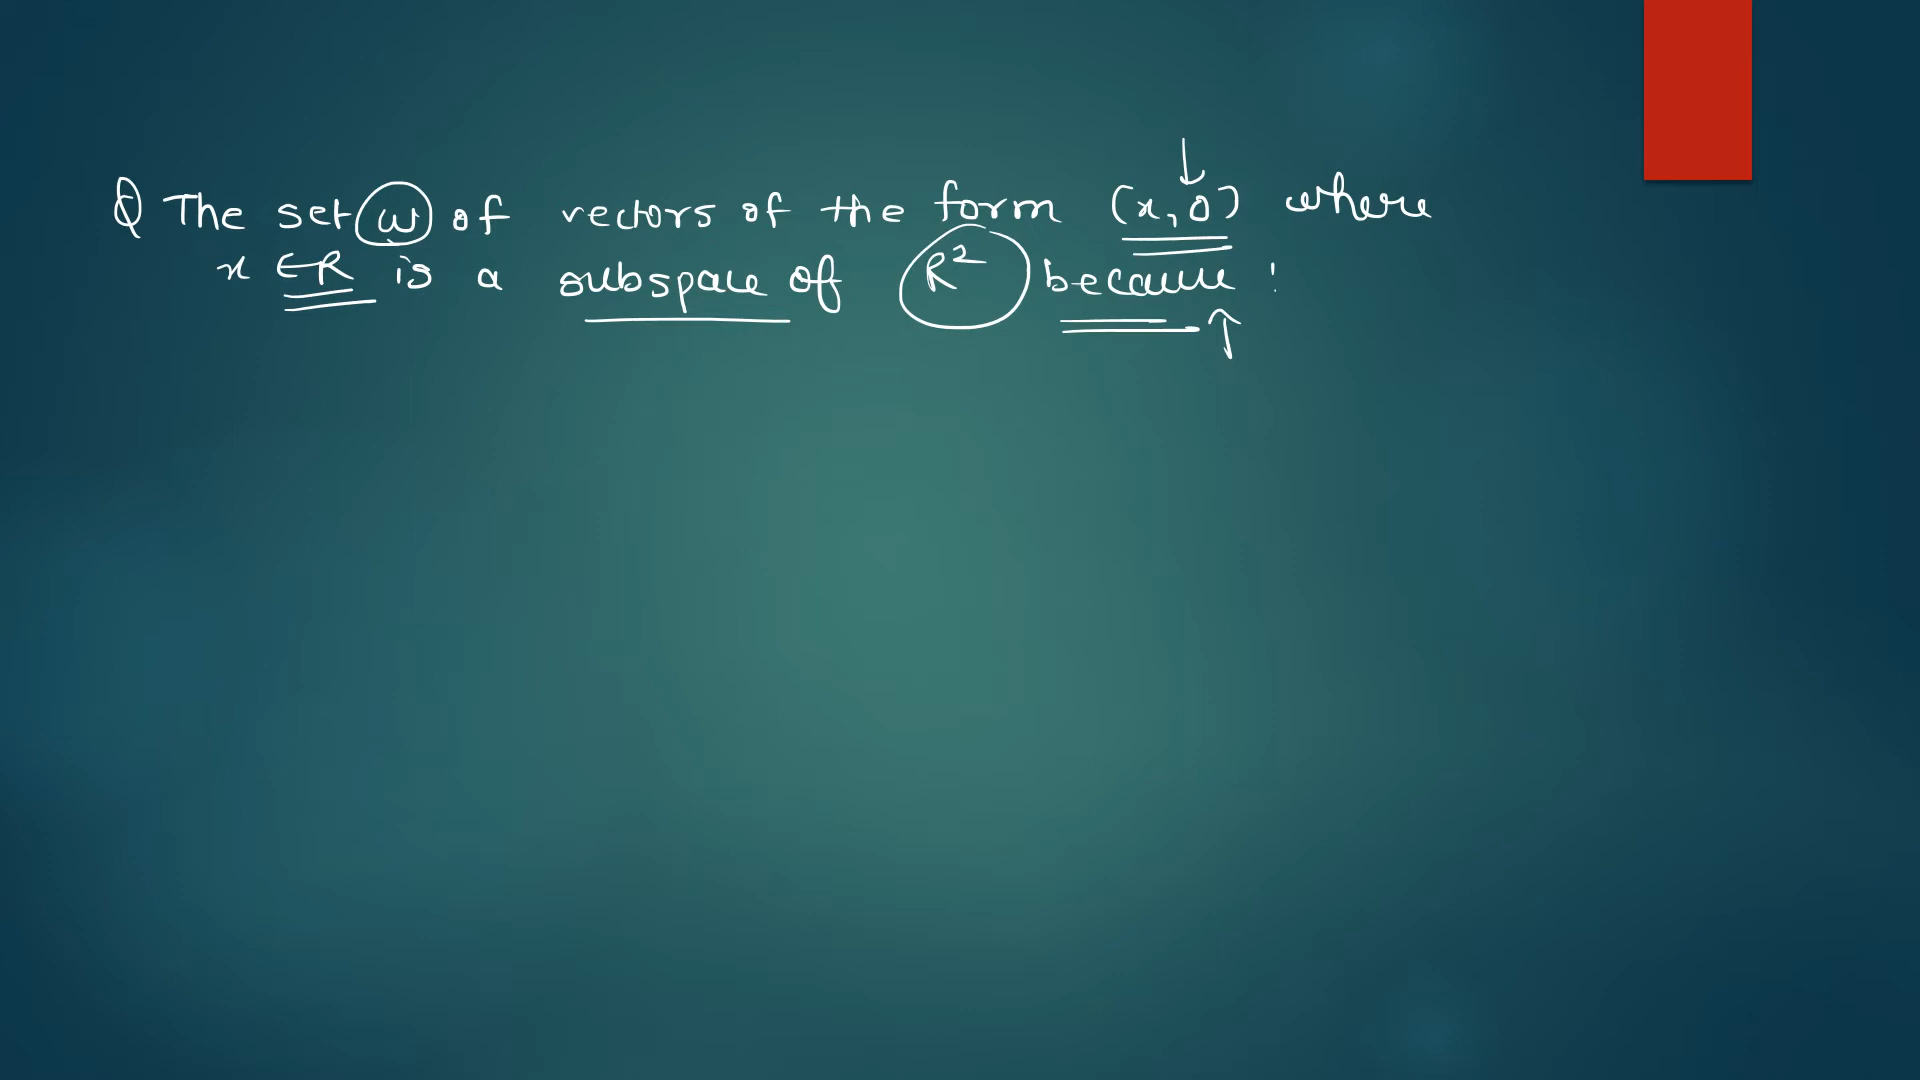 Q The set W of vectors of the form (x, 0) where
x ∈ R is a subspace of R² because :